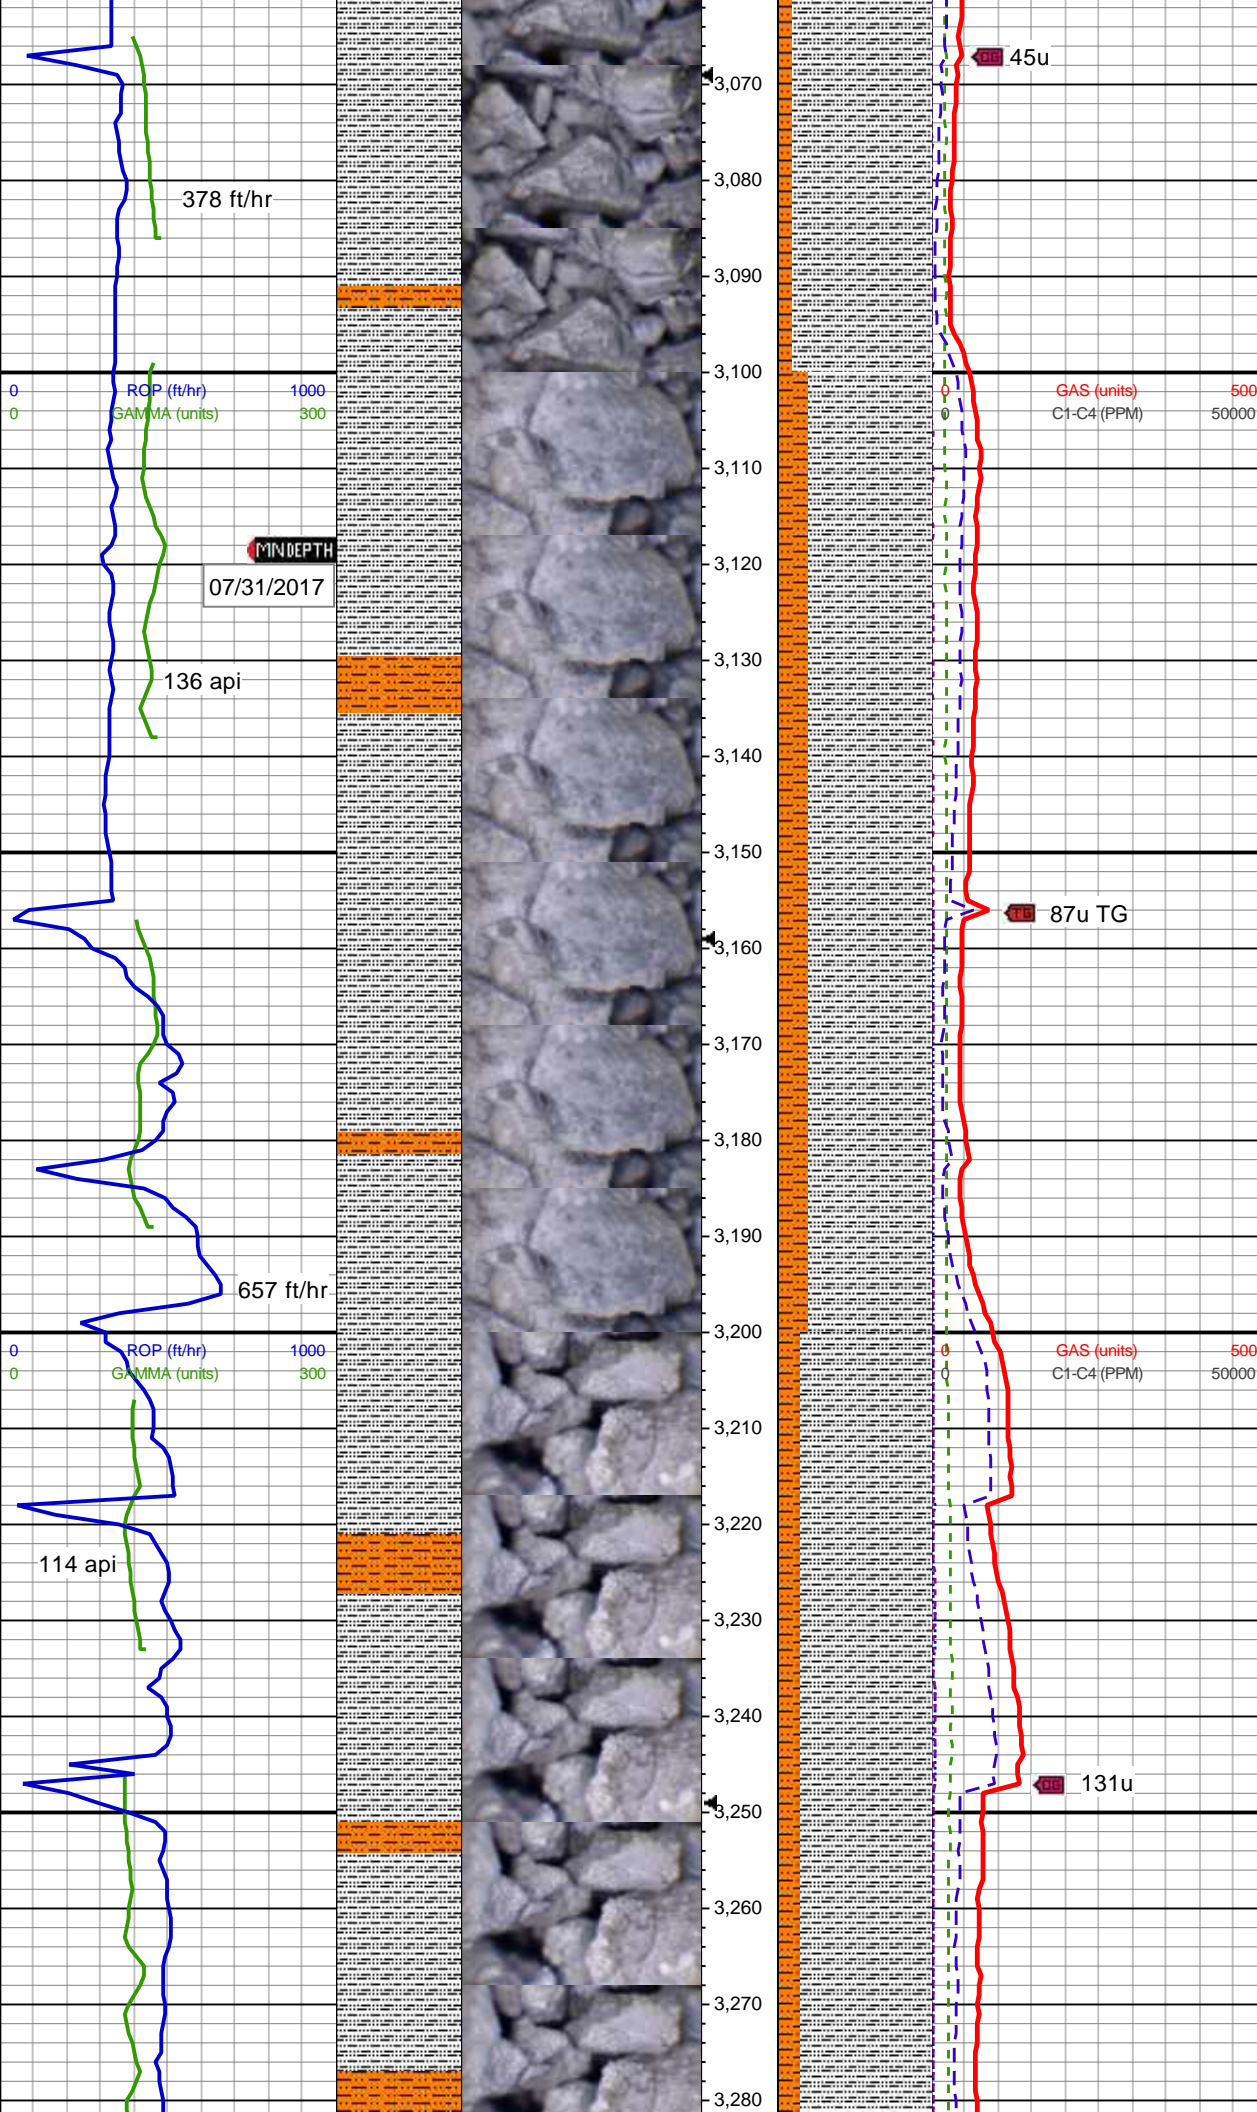 CG 45u
3,070
378 ft/hr 3,080
3,090
3,100
0 ROP (ft/hr) 1000 0 GAS (units) 500
0 GAMMA (units) 300 0 C1-C4 (PPM) 50000
3,110
MNDEPTH 3,120
07/31/2017
3,130
136 api
3,140
3,150
TG 87u TG
3,160
3,170
3,180
3,190
657 ft/hr
3,200
0 ROP (ft/hr) 1000 0 GAS (units) 500
0 GAMMA (units) 300 0 C1-C4 (PPM) 50000
3,210
3,220
114 api
3,230
3,240
CG 131u
3,250
3,260
3,270
3,280